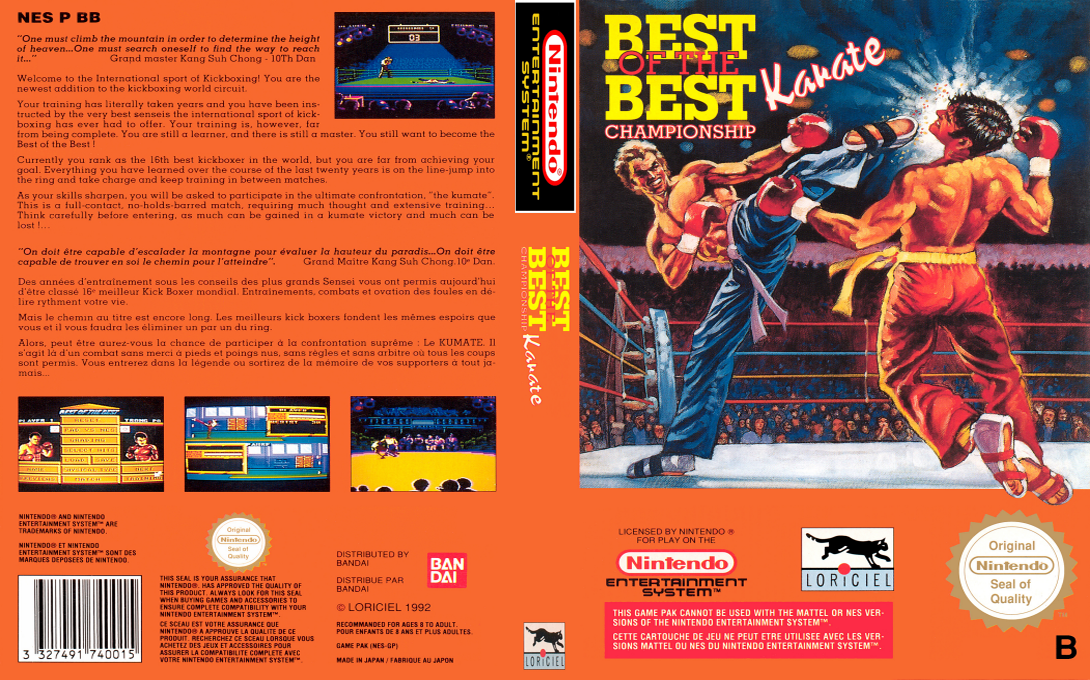 NES P BB
"One must climb the mountain in order to determine the height
of heaven...One must search oneself to find the way to reach
it..." Grand master Kang Suh Chong - 10Th Dan
Welcome to the International sport of Kickboxing! You are the
newest addition to the kickboxing world circuit.
Your training has literally taken years and you have been ins-
tructed by the very best senseis the international sport of kick-
boxing has ever had to offer. Your training is, however, far
from being complete. You are still a learner, and there is still a master. You still want to become the
Best of the Best !
Currently you rank as the 16th best kickboxer in the world, but you are far from achieving your
goal. Everything you have learned over the course of the last twenty years is on the line-jump into
the ring and take charge and keep training in between matches.
As your skills sharpen, you will be asked to participate in the ultimate confrontation, "the kumate".
This is a full-contact, no-holds-barred match, requiring much thought and extensive training...
Think carefully before entering, as much can be gained in a kumate victory and much can be
lost !...
"On doit être capable d'escalader la montagne pour évaluer la hauteur du paradis...On doit être
capable de trouver en soi le chemin pour l'atteindre". Grand Maître Kang Suh Chong.10e Dan.
Des années d'entraînement sous les conseils des plus grands Sensei vous ont permis aujourd'hui
d'être classé 16e meilleur Kick Boxer mondial. Entraînements, combats et ovation des foules en dé-
lire rythment votre vie.
Mais le chemin au titre est encore long. Les meilleurs kick boxers fondent les mêmes espoirs que
vous et il vous faudra les éliminer un par un du ring.
Alors, peut être aurez-vous la chance de participer à la confrontation suprême : Le KUMATE. Il
s'agit là d'un combat sans merci à pieds et poings nus, sans règles et sans arbitre où tous les coups
sont permis. Vous entrerez dans la légende ou sortirez de la mémoire de vos supporters à tout ja-
mais...
03
BEST OF THE BEST
RESET
GRADING
SELECT HITS
LOAD SAVE
NAME PHYSICAL TYPE NEXT
MATCH TRAINING
NINTENDO® AND NINTENDO
ENTERTAINMENT SYSTEM™ ARE
TRADEMARKS OF NINTENDO.
NINTENDO® ET NINTENDO
ENTERTAINMENT SYSTEM™ SONT DES
MARQUES DEPOSEES DE NINTENDO.
Original
Nintendo
Seal of
Quality
3 327491 740015
THIS SEAL IS YOUR ASSURANCE THAT
NINTENDO®, HAS APPROVED THE QUALITY OF
THIS PRODUCT. ALWAYS LOOK FOR THIS SEAL
WHEN BUYING GAMES AND ACCESSORIES TO
ENSURE COMPLETE COMPATIBILITY WITH YOUR
NINTENDO ENTERTAINMENT SYSTEM™.
CE SCEAU EST VOTRE ASSURANCE QUE
NINTENDO® A APPROUVE LA QUALITE DE CE
PRODUIT. RECHERCHEZ CE SCEAU LORSQUE VOUS
ACHETEZ DES JEUX ET ACCESSOIRES POUR
ASSURER LA COMPATIBILITE COMPLETE AVEC
VOTRE NINTENDO ENTERTAINMENT SYSTEM™.
DISTRIBUTED BY
BANDAI
DISTRIBUE PAR
BANDAI
BAN
DAI
© LORICIEL 1992
RECOMMANDED FOR AGES 8 TO ADULT.
POUR ENFANTS DE 8 ANS ET PLUS ADULTES.
GAME PAK (NES-GP)
MADE IN JAPAN / FABRIQUE AU JAPON
Nintendo®
ENTERTAINMENT
SYSTEM®
BEST
OF THE
BEST
CHAMPIONSHIP
Karate
LORICIEL
BEST
OF THE
BEST
Karate
CHAMPIONSHIP
LICENSED BY NINTENDO ®
FOR PLAY ON THE
Nintendo
ENTERTAINMENT
SYSTEM™
LORICIEL
THIS GAME PAK CANNOT BE USED WITH THE MATTEL OR NES VER-
SIONS OF THE NINTENDO ENTERTAINMENT SYSTEM™.
CETTE CARTOUCHE DE JEU NE PEUT ETRE UTILISEE AVEC LES VER-
SIONS MATTEL OU NES DU NINTENDO ENTERTAINMENT SYSTEM™.
Original
Nintendo
Seal of
Quality
B